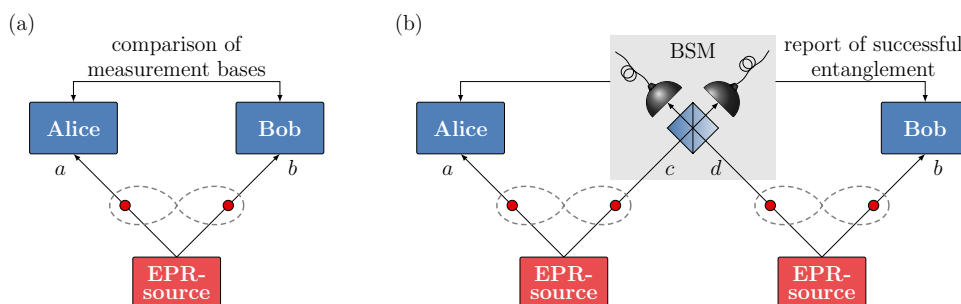 (a)
comparison of
measurement bases
Alice
Bob
a
b
EPR-
source
(b)
BSM
report of successful
entanglement
Alice
Bob
a
c
d
b
EPR-
source
EPR-
source